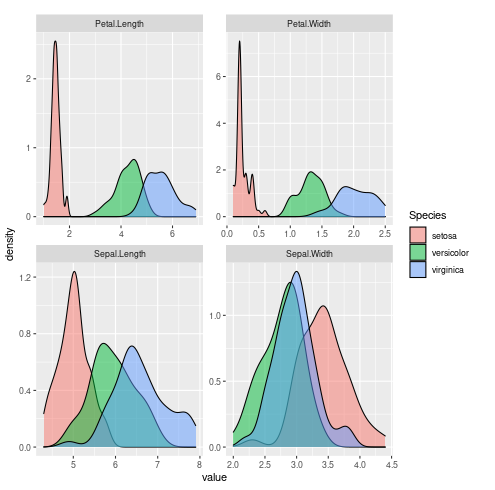 Petal.Length
Petal.Width
2
1
0
2 4 6
6
4
2
0
0.0 0.5 1.0 1.5 2.0 2.5
Sepal.Length
Sepal.Width
1.2
0.8
0.4
0.0
5 6 7 8
1.0
0.5
0.0
2.0 2.5 3.0 3.5 4.0 4.5
density
value
Species
setosa
versicolor
virginica